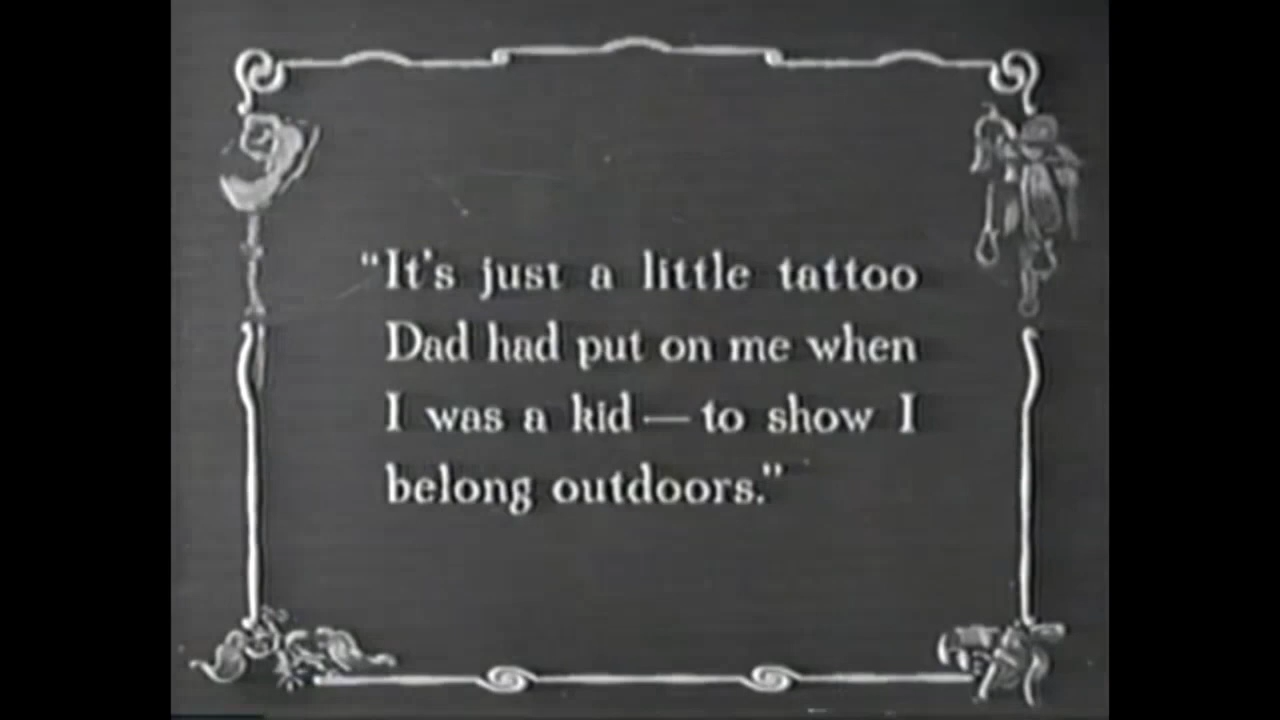 "It's just a little tattoo
Dad had put on me when
I was a kid — to show I
belong outdoors."